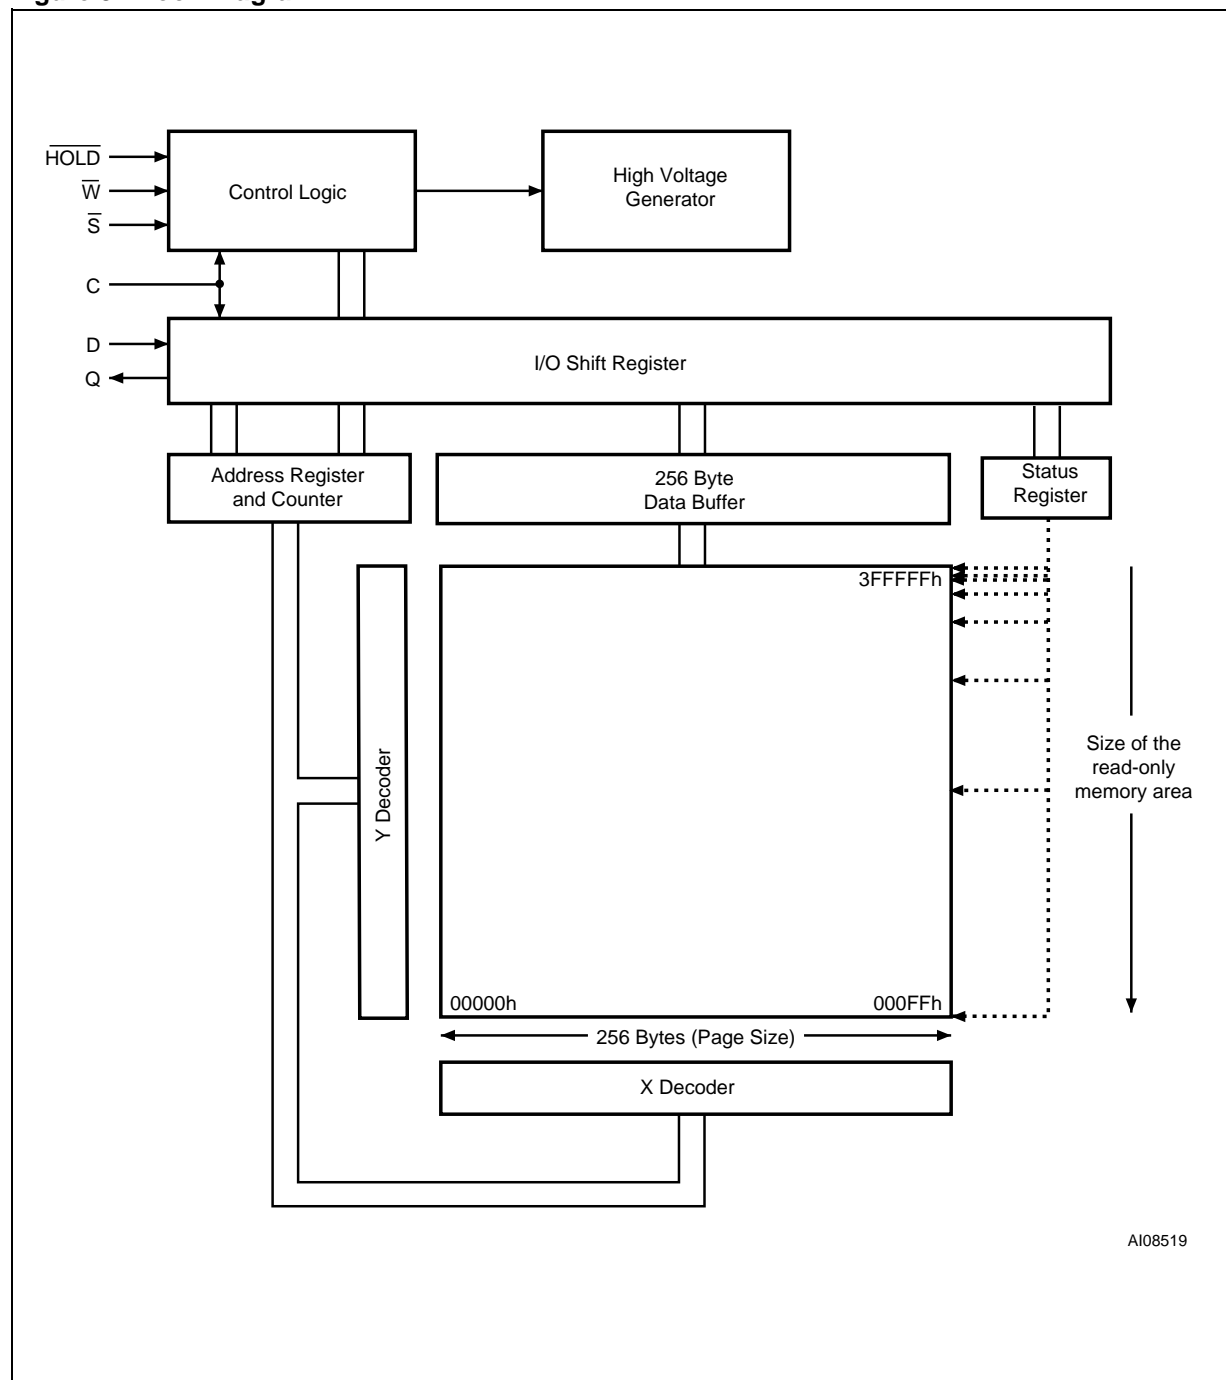 HOLD
W
S
C
D
Q
Control Logic
High Voltage
Generator
I/O Shift Register
Address Register
and Counter
256 Byte
Data Buffer
Status
Register
3FFFFFh
Y Decoder
Size of the
read-only
memory area
00000h
000FFh
256 Bytes (Page Size)
X Decoder
AI08519